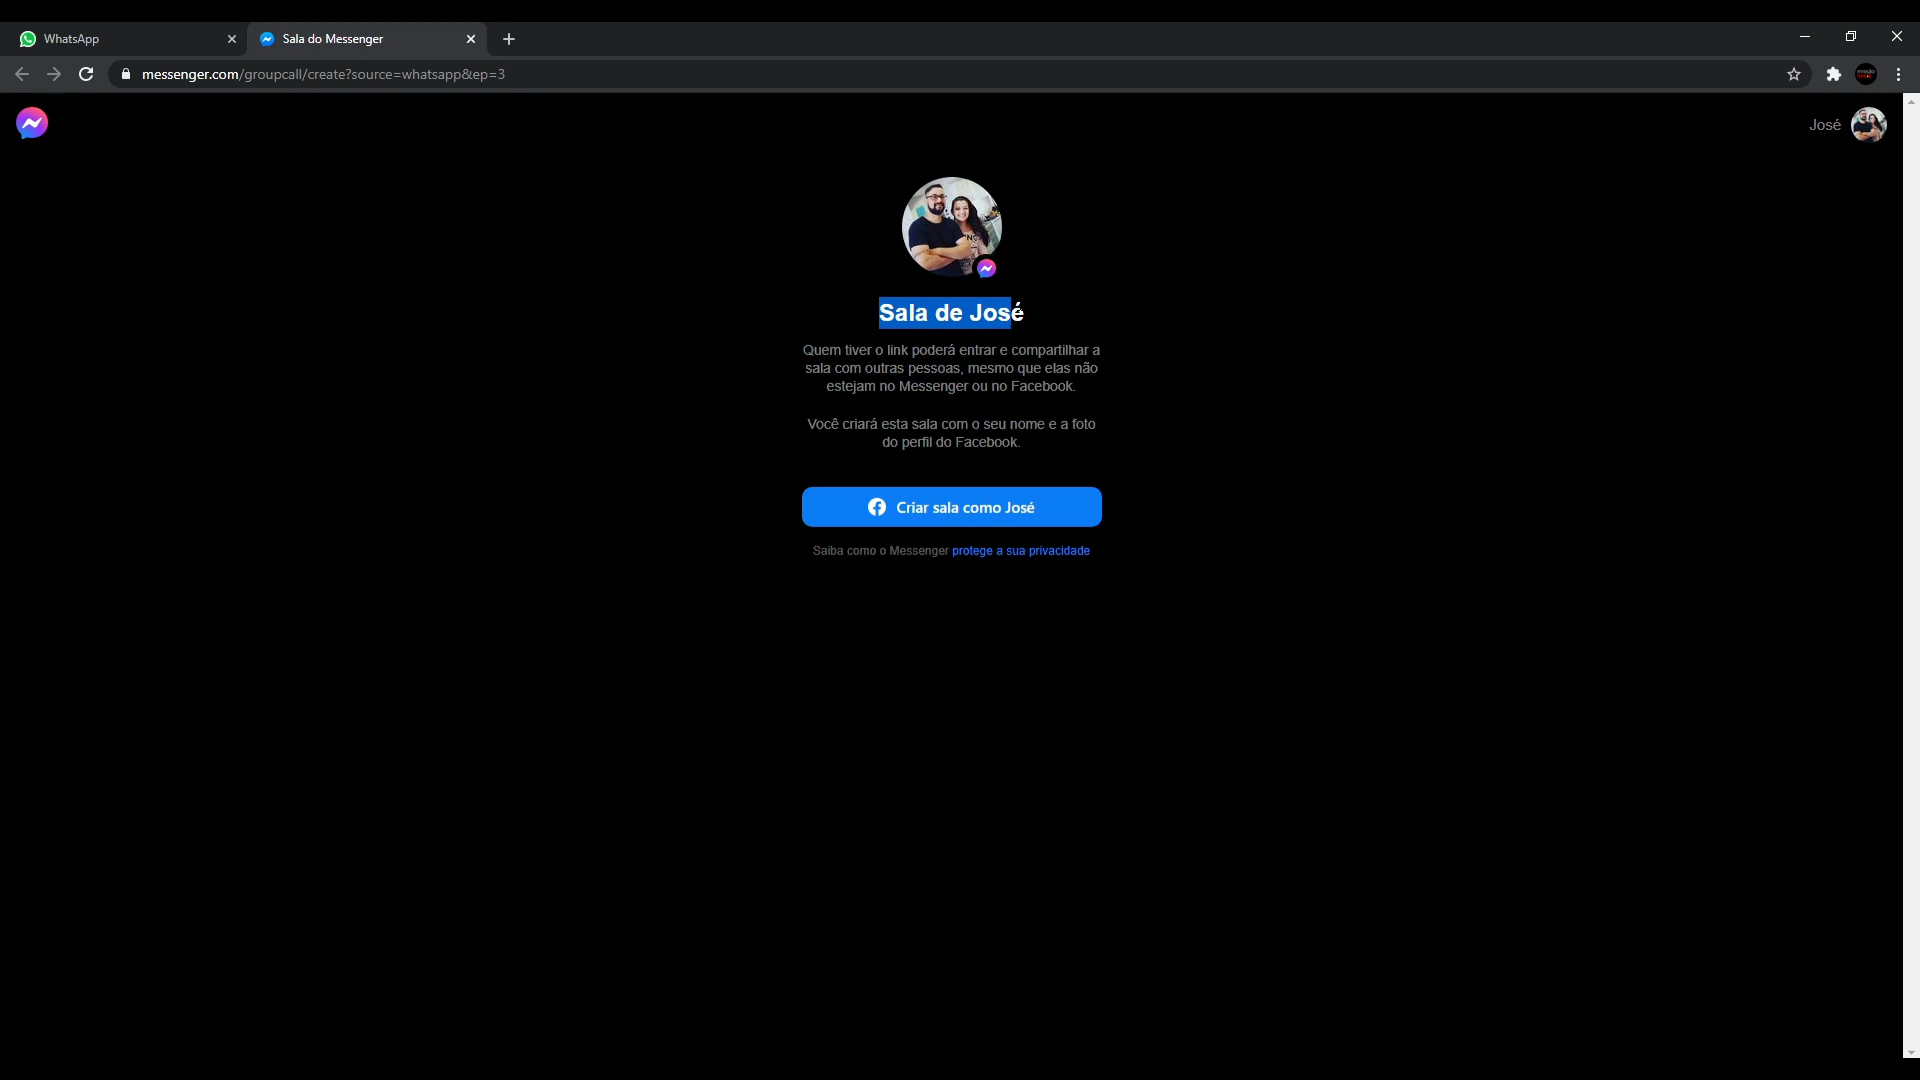 WhatsApp
Sala do Messenger
messenger.com/groupcall/create?source=whatsapp&ep=3
José
Sala de José
Quem tiver o link poderá entrar e compartilhar a
sala com outras pessoas, mesmo que elas não
estejam no Messenger ou no Facebook.
Você criará esta sala com o seu nome e a foto
do perfil do Facebook.
Criar sala como José
Saiba como o Messenger protege a sua privacidade